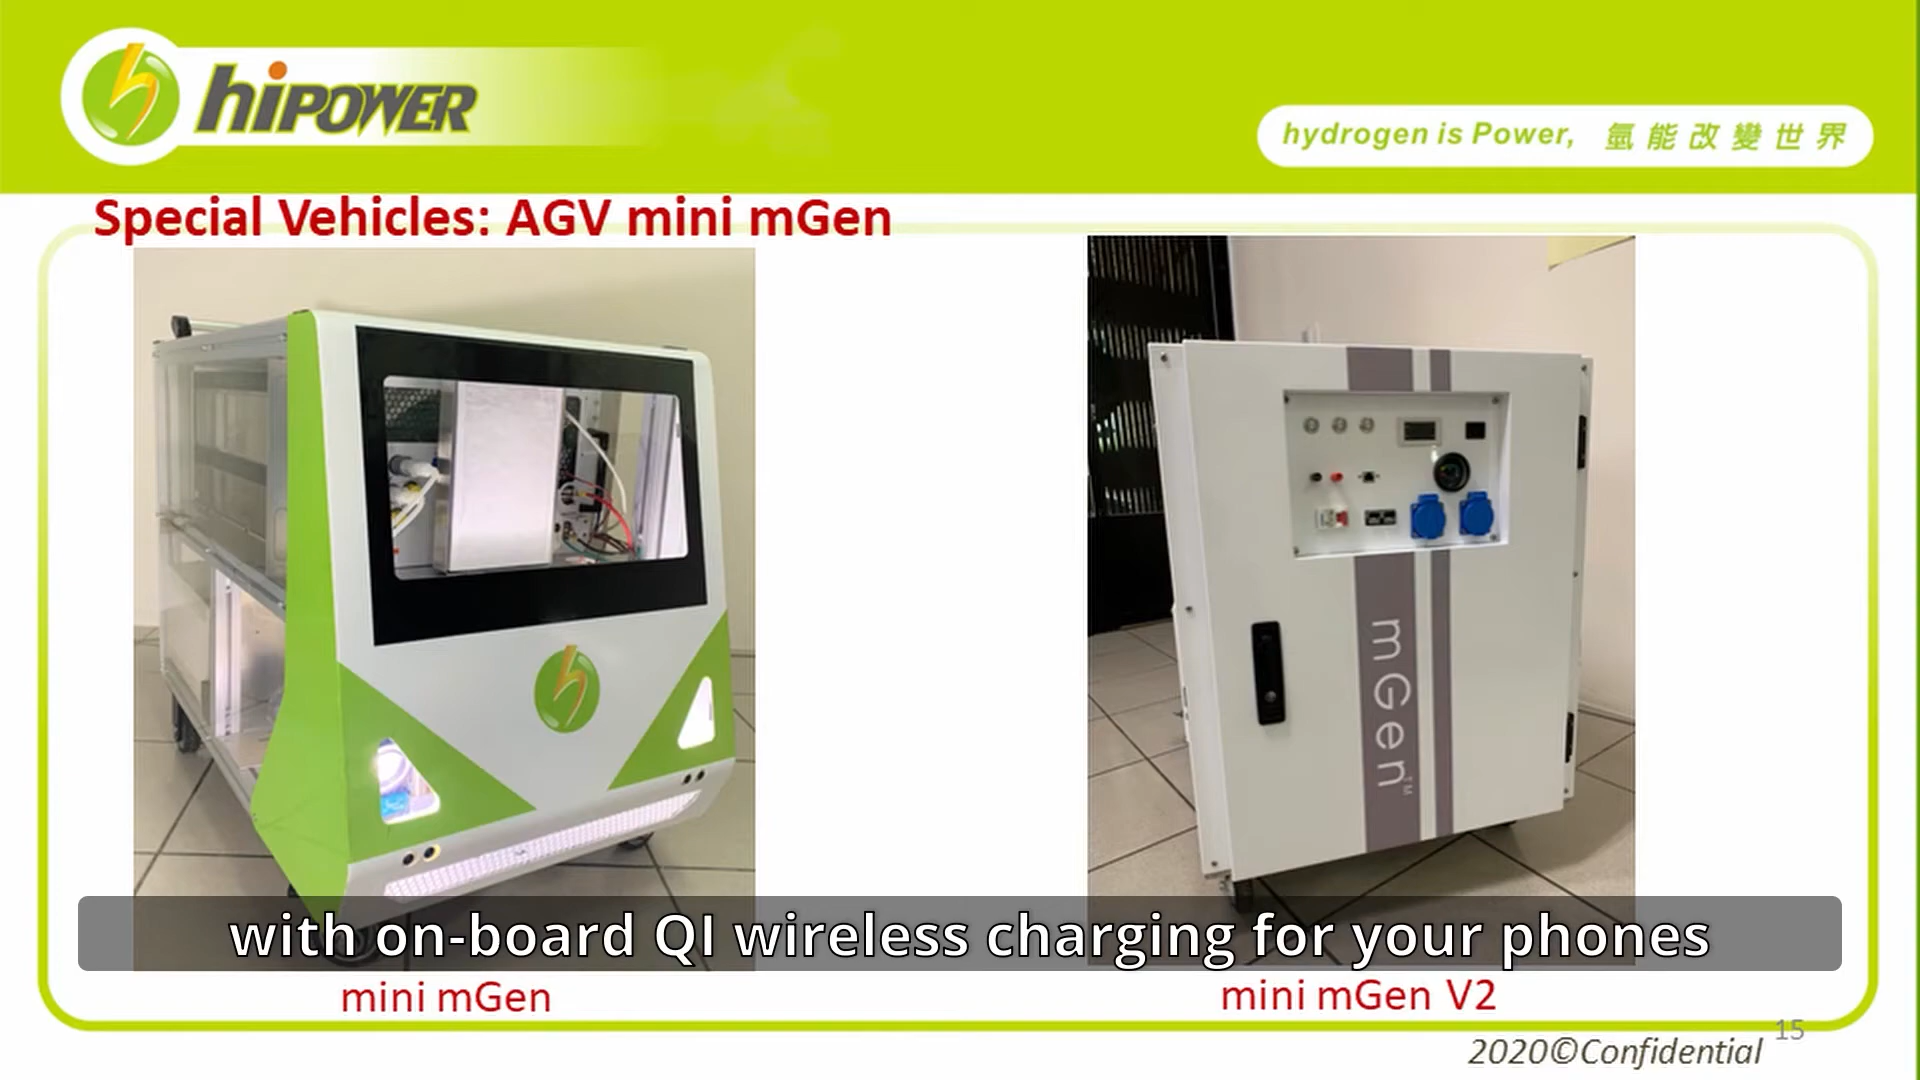 hiPOWER
hydrogen is Power, 氫能改變世界
Special Vehicles: AGV mini mGen
mGen™
with on-board QI wireless charging for your phones
mini mGen
mini mGen V2
15
2020©Confidential